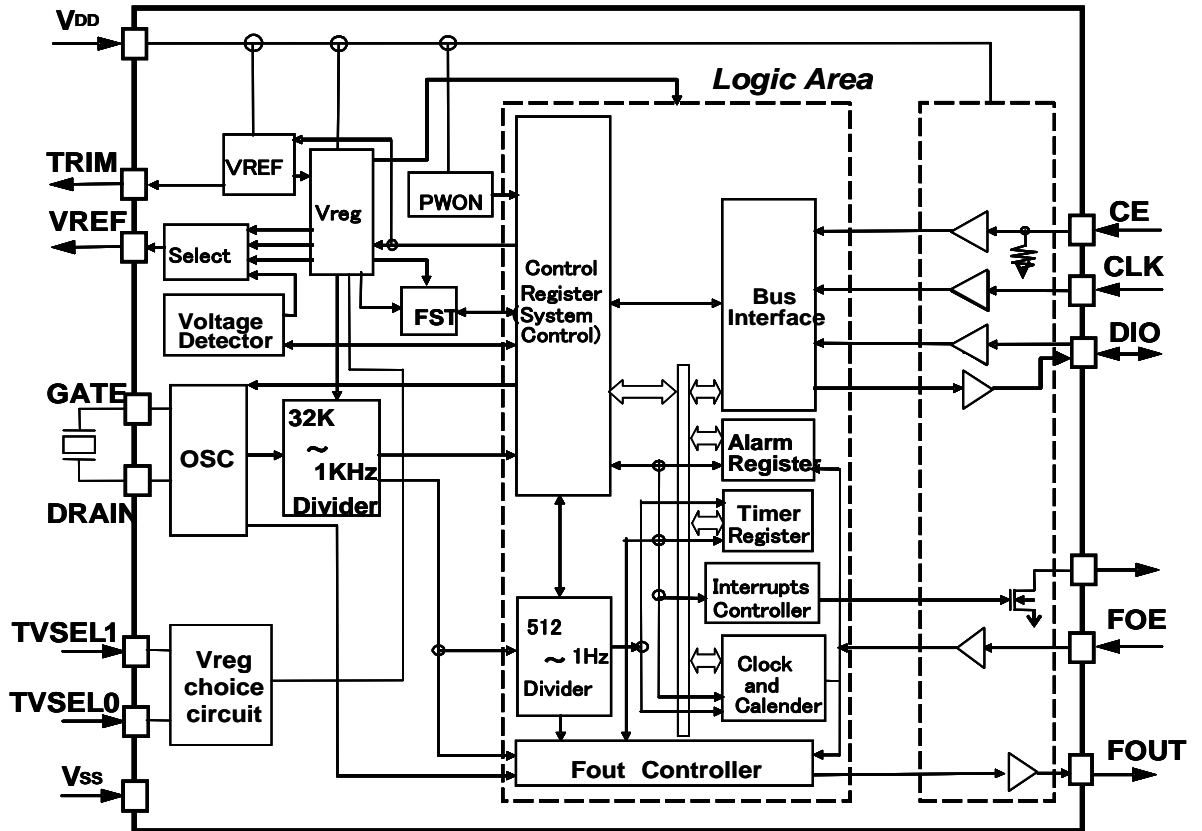 VDD
Logic Area
TRIM
VREF
VREF
Vreg
PWON
Select
Voltage
Detector
FST
Control
Register
(System
Control)
Bus
Interface
CE
CLK
DIO
GATE
DRAIN
OSC
32K
~
1KHz
Divider
Alarm
Register
Timer
Register
Interrupts
Controller
512
~ 1Hz
Divider
Clock
and
Calender
TVSEL1
TVSEL0
Vreg
choice
circuit
FOE
Fout Controller
FOUT
VSS